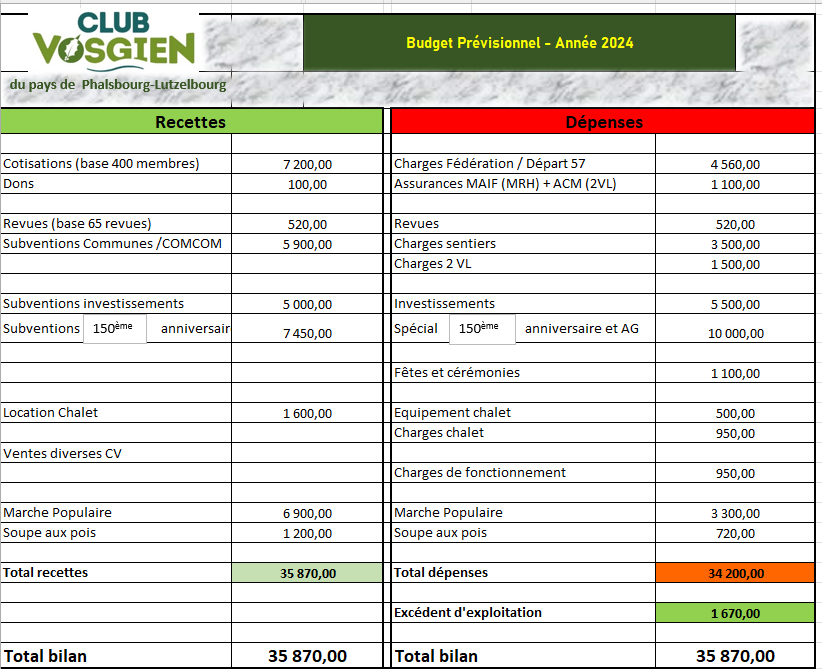 CLUB
VOSGIEN
du pays de Phalsbourg-Lutzelbourg
Budget Prévisionnel - Année 2024
Recettes Dépenses
Cotisations (base 400 membres) 7 200,00 Charges Fédération / Départ 57 4 560,00
Dons 100,00 Assurances MAIF (MRH) + ACM (2VL) 1 100,00
Revues (base 65 revues) 520,00 Revues 520,00
Subventions Communes /COMCOM 5 900,00 Charges sentiers 3 500,00
Charges 2 VL 1 500,00
Subventions investissements 5 000,00 Investissements 5 500,00
Subventions 150ème anniversair 7 450,00 Spécial 150ème anniversaire et AG 10 000,00
Fêtes et cérémonies 1 100,00
Location Chalet 1 600,00 Equipement chalet 500,00
Charges chalet 950,00
Ventes diverses CV
Charges de fonctionnement 950,00
Marche Populaire 6 900,00 Marche Populaire 3 300,00
Soupe aux pois 1 200,00 Soupe aux pois 720,00
Total recettes 35 870,00 Total dépenses 34 200,00
Excédent d'exploitation 1 670,00
Total bilan 35 870,00 Total bilan 35 870,00